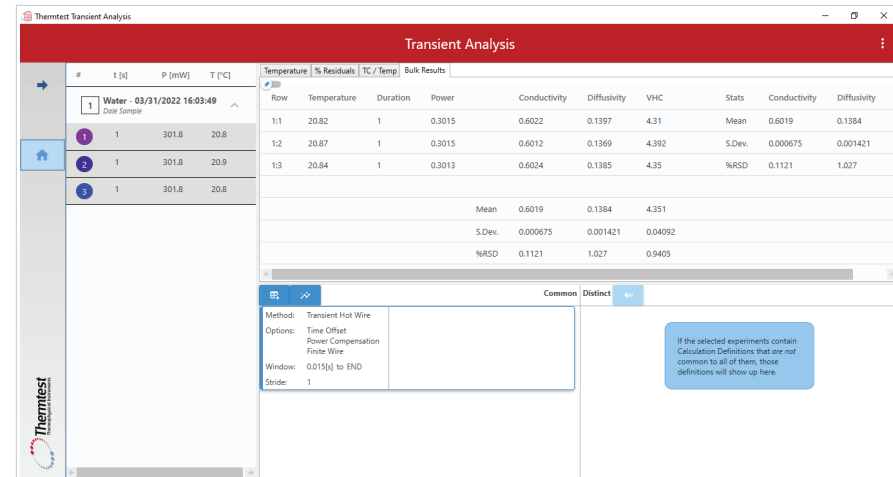 Thermtest Transient Analysis
Transient Analysis
# t [s] P [mW] T [°C]
1 Water - 03/31/2022 16:03:49
Dale Sample
1 1 301.8 20.8
2 1 301.8 20.9
3 1 301.8 20.8
Temperature % Residuals TC / Temp Bulk Results
Row Temperature Duration Power Conductivity Diffusivity VHC Stats Conductivity Diffusivity
1:1 20.82 1 0.3015 0.6022 0.1397 4.31 Mean 0.6019 0.1384
1:2 20.87 1 0.3015 0.6012 0.1369 4.392 S.Dev. 0.000675 0.001421
1:3 20.84 1 0.3013 0.6024 0.1385 4.35 %RSD 0.1121 1.027
Mean 0.6019 0.1384 4.351
S.Dev. 0.000675 0.001421 0.04092
%RSD 0.1121 1.027 0.9405
Common Distinct
Method: Transient Hot Wire
Options: Time Offset
Power Compensation
Finite Wire
Window: 0.015[s] to END
Stride: 1
If the selected experiments contain
Calculation Definitions that are not
common to all of them, those
definitions will show up here.
Thermtest
Thermophysical Instruments